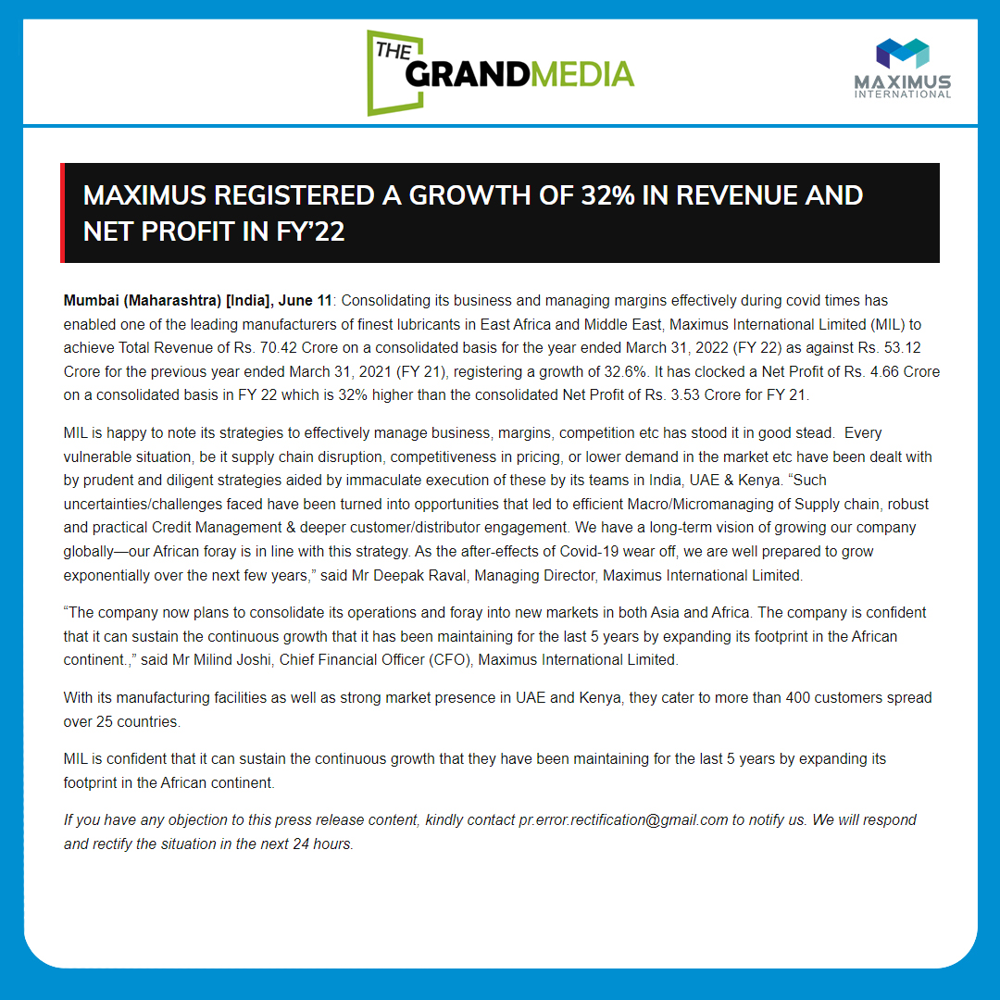 THE
GRANDMEDIA
MAXIMUS
INTERNATIONAL
MAXIMUS REGISTERED A GROWTH OF 32% IN REVENUE AND
NET PROFIT IN FY’22
Mumbai (Maharashtra) [India], June 11: Consolidating its business and managing margins effectively during covid times has
enabled one of the leading manufacturers of finest lubricants in East Africa and Middle East, Maximus International Limited (MIL) to
achieve Total Revenue of Rs. 70.42 Crore on a consolidated basis for the year ended March 31, 2022 (FY 22) as against Rs. 53.12
Crore for the previous year ended March 31, 2021 (FY 21), registering a growth of 32.6%. It has clocked a Net Profit of Rs. 4.66 Crore
on a consolidated basis in FY 22 which is 32% higher than the consolidated Net Profit of Rs. 3.53 Crore for FY 21.
MIL is happy to note its strategies to effectively manage business, margins, competition etc has stood it in good stead.  Every
vulnerable situation, be it supply chain disruption, competitiveness in pricing, or lower demand in the market etc have been dealt with
by prudent and diligent strategies aided by immaculate execution of these by its teams in India, UAE & Kenya. “Such
uncertainties/challenges faced have been turned into opportunities that led to efficient Macro/Micromanaging of Supply chain, robust
and practical Credit Management & deeper customer/distributor engagement. We have a long-term vision of growing our company
globally—our African foray is in line with this strategy. As the after-effects of Covid-19 wear off, we are well prepared to grow
exponentially over the next few years,” said Mr Deepak Raval, Managing Director, Maximus International Limited.
“The company now plans to consolidate its operations and foray into new markets in both Asia and Africa. The company is confident
that it can sustain the continuous growth that it has been maintaining for the last 5 years by expanding its footprint in the African
continent.,” said Mr Milind Joshi, Chief Financial Officer (CFO), Maximus International Limited.
With its manufacturing facilities as well as strong market presence in UAE and Kenya, they cater to more than 400 customers spread
over 25 countries.
MIL is confident that it can sustain the continuous growth that they have been maintaining for the last 5 years by expanding its
footprint in the African continent.
If you have any objection to this press release content, kindly contact pr.error.rectification@gmail.com to notify us. We will respond
and rectify the situation in the next 24 hours.